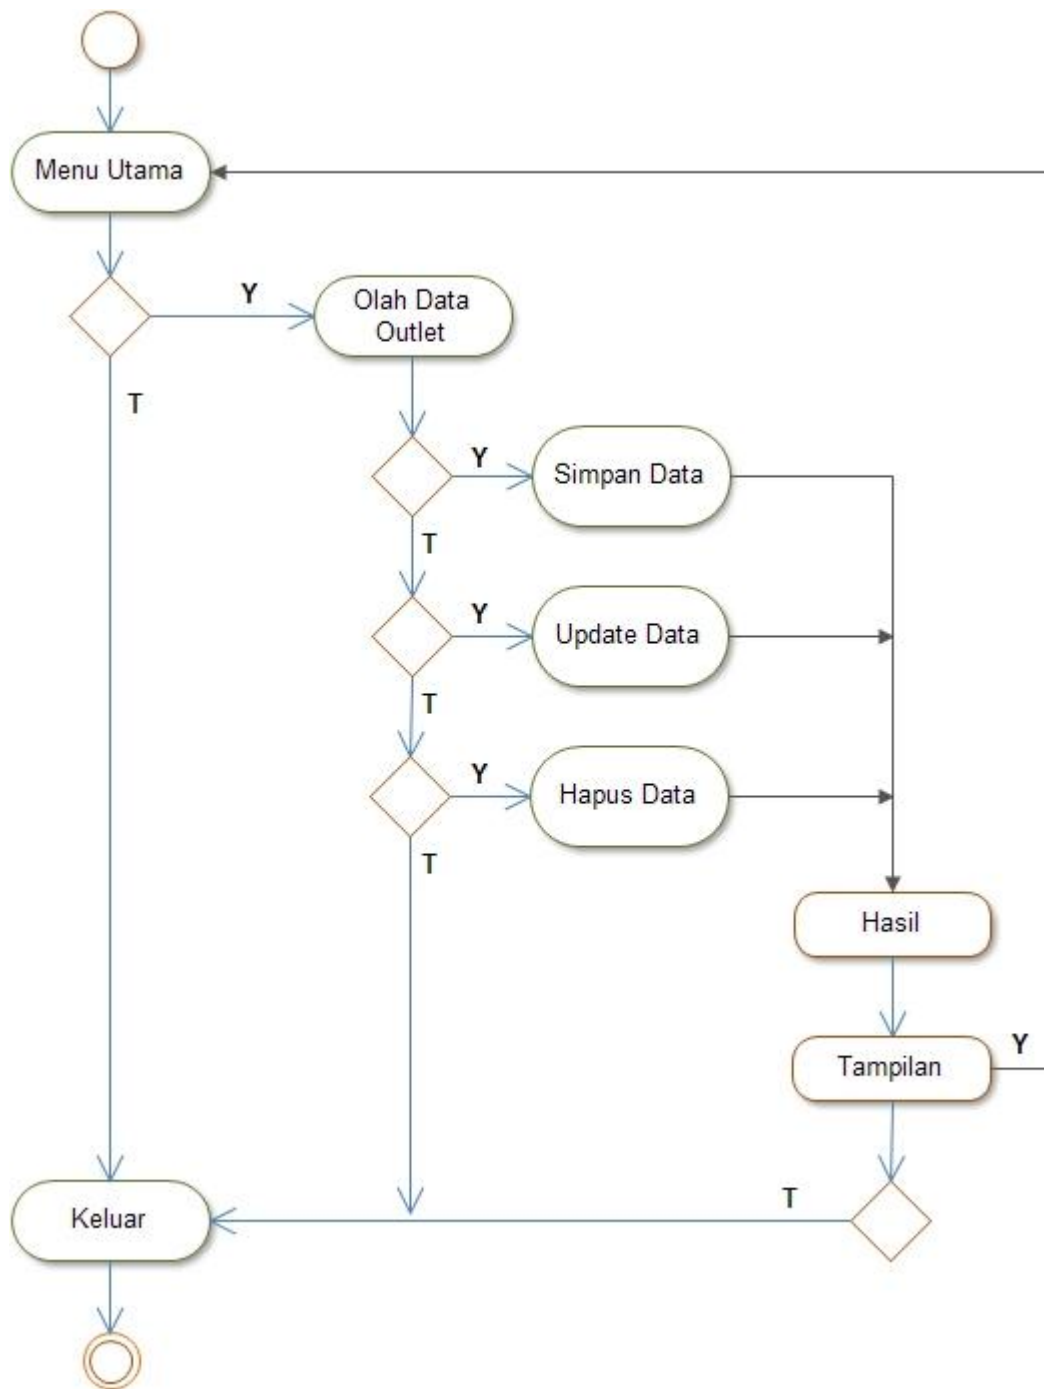 Menu Utama
Y
Olah Data
Outlet
T
Y
Simpan Data
T
Y
Update Data
T
Y
Hapus Data
T
Hasil
Y
Tampilan
T
Keluar